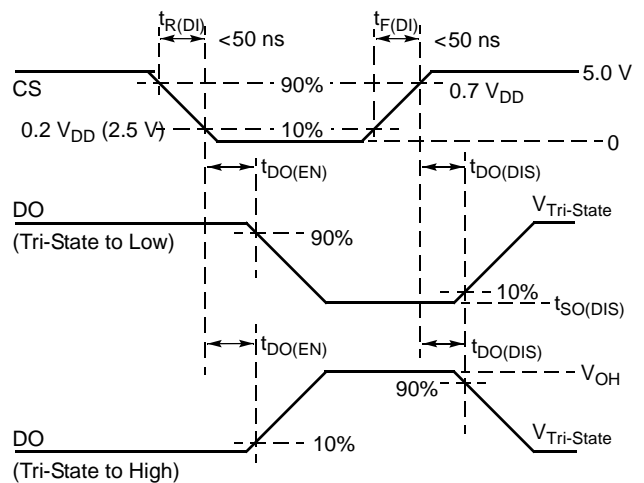 tR(DI) <50 ns tF(DI) <50 ns
5.0 V
CS 90% 0.7 VDD
0.2 VDD (2.5 V) 10%
0
tDO(EN) tDO(DIS)
DO VTri-State
(Tri-State to Low) 90%
10%
tSO(DIS)
tDO(EN) tDO(DIS)
VOH
90%
DO 10% VTri-State
(Tri-State to High)